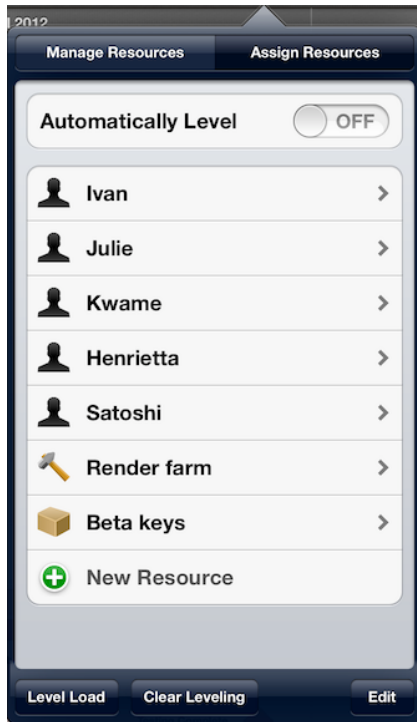 2012
Manage Resources Assign Resources
Automatically Level OFF
Ivan
Julie
Kwame
Henrietta
Satoshi
Render farm
Beta keys
New Resource
Level Load Clear Leveling Edit